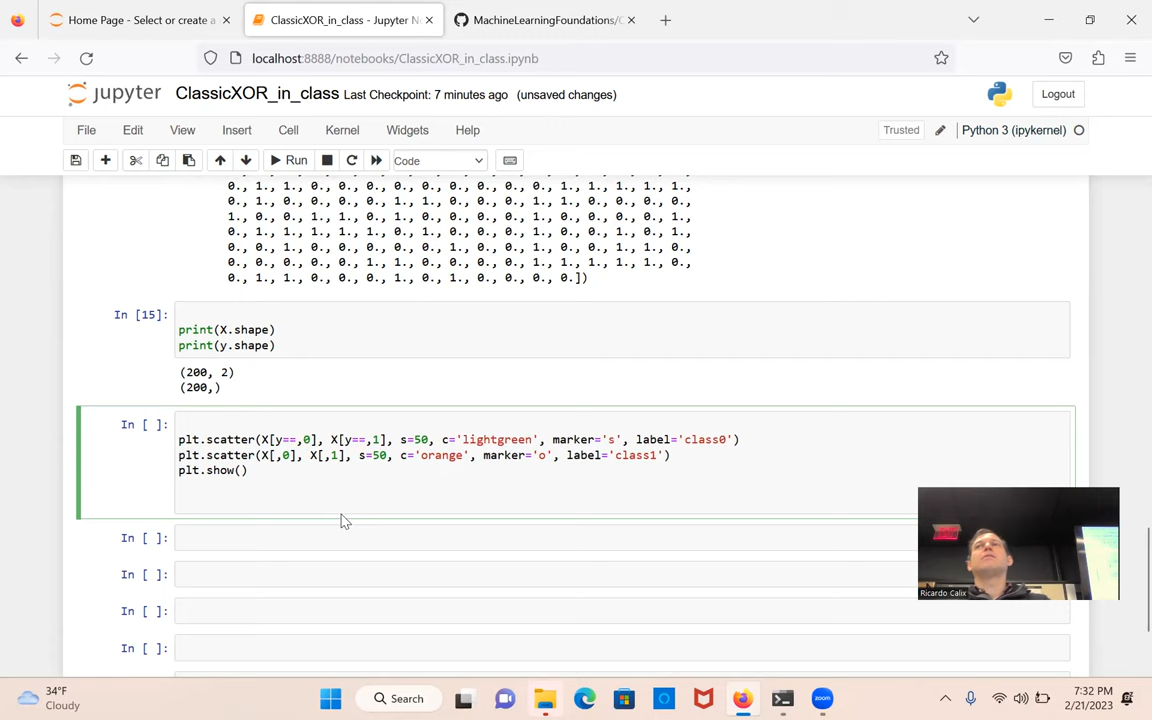 Home Page - Select or create a
ClassicXOR_in_class - Jupyter No
MachineLearningFoundations/C
localhost:8888/notebooks/ClassicXOR_in_class.ipynb
jupyter ClassicXOR_in_class Last Checkpoint: 7 minutes ago (unsaved changes)
Logout
File Edit View Insert Cell Kernel Widgets Help
Trusted
Python 3 (ipykernel)
Run
Code
0., 1., 1., 0., 0., 0., 0., 0., 0., 0., 0., 1., 1., 1., 1., 1.,
0., 1., 0., 0., 0., 0., 1., 1., 0., 0., 0., 1., 0., 0., 0., 0.,
1., 0., 0., 1., 1., 0., 0., 0., 0., 0., 0., 0., 0., 0., 0., 1.,
0., 1., 1., 1., 0., 0., 0., 1., 1., 0., 0., 1., 0., 0., 0., 1.,
0., 0., 1., 0., 0., 1., 0., 0., 0., 0., 0., 1., 0., 1., 1., 0.,
0., 0., 0., 0., 1., 0., 0., 0., 0., 0., 1., 1., 1., 1., 1., 0.,
0., 1., 1., 0., 0., 0., 1., 0., 1., 0., 0., 0., 0.])
In [15]:
print(X.shape)
print(y.shape)
(200, 2)
(200,)
In [ ]:
plt.scatter(X[y==,0], X[y==,1], s=50, c='lightgreen', marker='s', label='class0')
plt.scatter(X[,0], X[,1], s=50, c='orange', marker='o', label='class1')
plt.show()
In [ ]:
In [ ]:
In [ ]:
In [ ]:
Ricardo Calix
34°F
Cloudy
Search
7:32 PM
2/21/2023